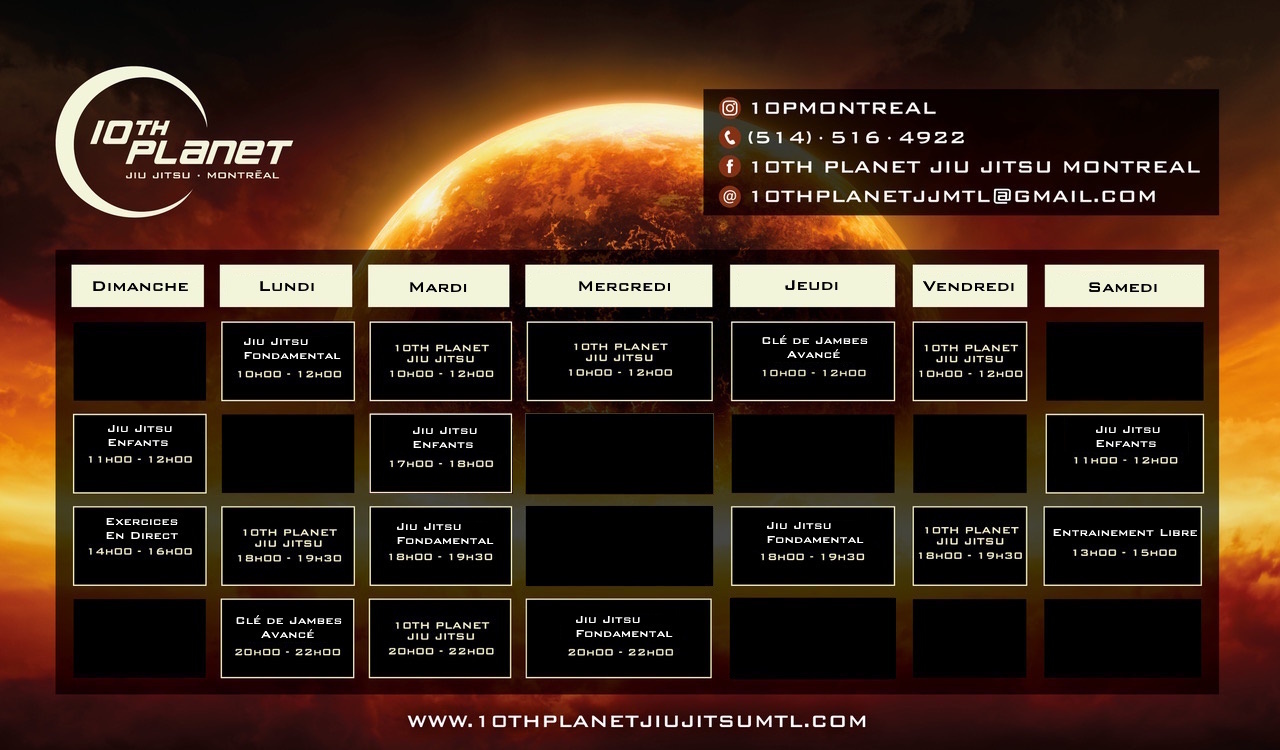 10TH
PLANET
JIU JITSU · MONTRÉAL
10PMONTREAL
(514) · 516 · 4922
10TH PLANET JIU JITSU MONTREAL
10THPLANETJJMTL@GMAIL.COM
DIMANCHE LUNDI MARDI MERCREDI JEUDI VENDREDI SAMEDI
JIU JITSU
FONDAMENTAL
10H00 - 12H00
10TH PLANET
JIU JITSU
10H00 - 12H00
10TH PLANET
JIU JITSU
10H00 - 12H00
CLÉ DE JAMBES
AVANCÉ
10H00 - 12H00
10TH PLANET
JIU JITSU
10H00 - 12H00
JIU JITSU
ENFANTS
11H00 - 12H00
JIU JITSU
ENFANTS
17H00 - 18H00
JIU JITSU
ENFANTS
11H00 - 12H00
EXERCICES
EN DIRECT
14H00 - 16H00
10TH PLANET
JIU JITSU
18H00 - 19H30
JIU JITSU
FONDAMENTAL
18H00 - 19H30
JIU JITSU
FONDAMENTAL
18H00 - 19H30
10TH PLANET
JIU JITSU
18H00 - 19H30
ENTRAINEMENT LIBRE
13H00 - 15H00
CLÉ DE JAMBES
AVANCÉ
20H00 - 22H00
10TH PLANET
JIU JITSU
20H00 - 22H00
JIU JITSU
FONDAMENTAL
20H00 - 22H00
WWW.10THPLANETJIUJITSUMTL.COM